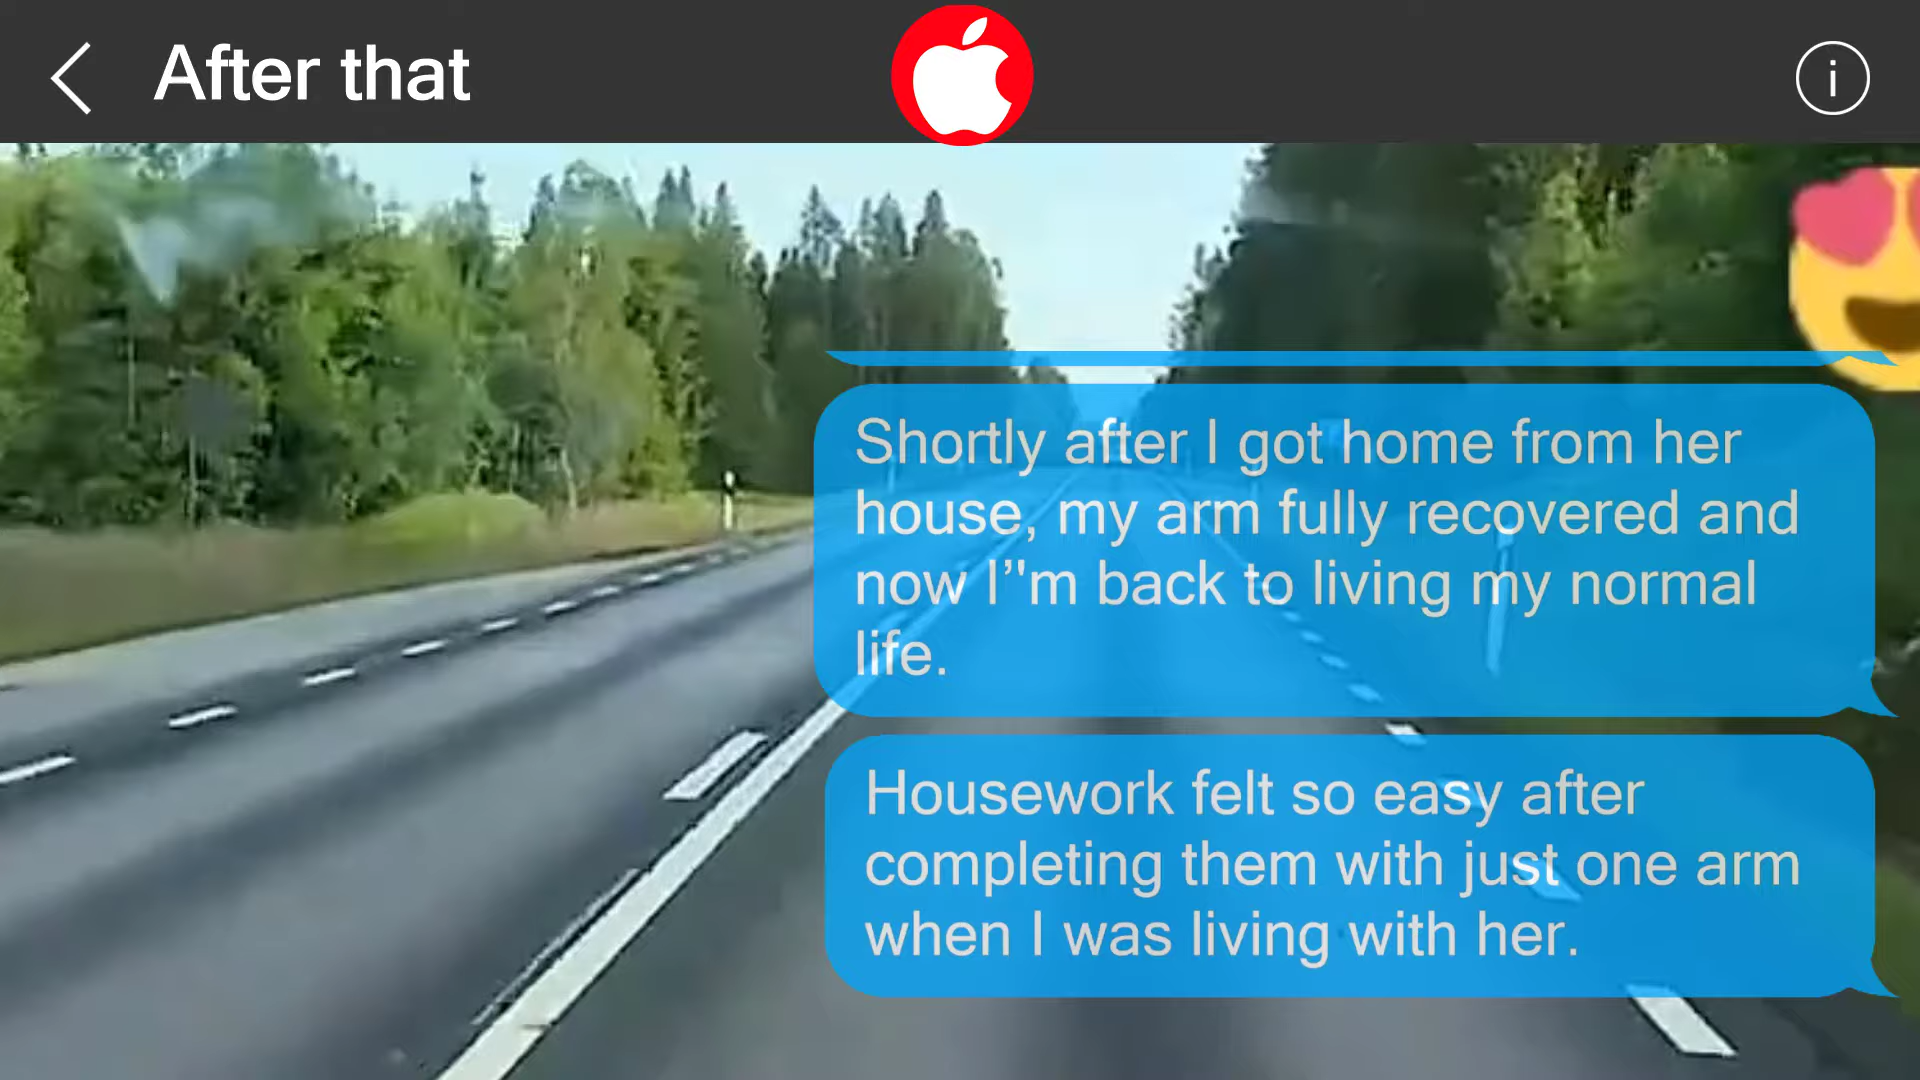 After that
i
Shortly after I got home from her
house, my arm fully recovered and
now I’'m back to living my normal
life.
Housework felt so easy after
completing them with just one arm
when I was living with her.